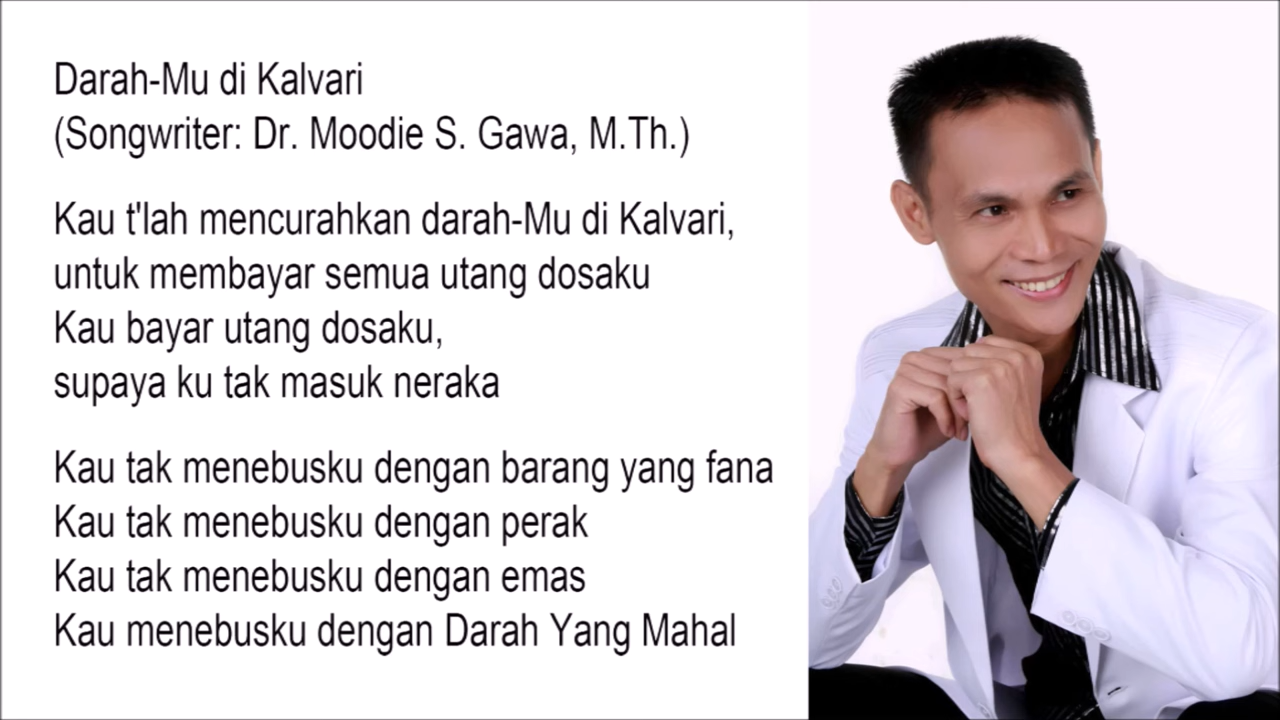 Darah-Mu di Kalvari
(Songwriter: Dr. Moodie S. Gawa, M.Th.)
Kau t'lah mencurahkan darah-Mu di Kalvari,
untuk membayar semua utang dosaku
Kau bayar utang dosaku,
supaya ku tak masuk neraka
Kau tak menebusku dengan barang yang fana
Kau tak menebusku dengan perak
Kau tak menebusku dengan emas
Kau menebusku dengan Darah Yang Mahal